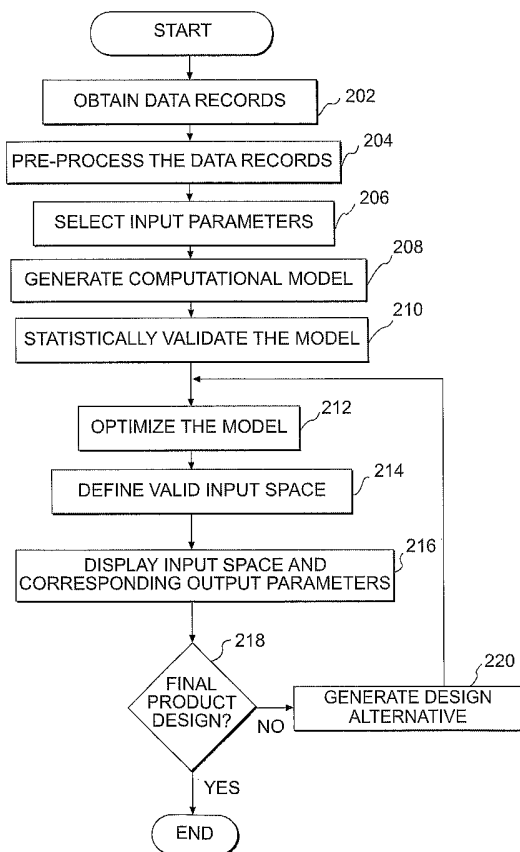 START
OBTAIN DATA RECORDS
202
PRE-PROCESS THE DATA RECORDS
204
SELECT INPUT PARAMETERS
206
GENERATE COMPUTATIONAL MODEL
208
STATISTICALLY VALIDATE THE MODEL
210
OPTIMIZE THE MODEL
212
DEFINE VALID INPUT SPACE
214
DISPLAY INPUT SPACE AND
CORRESPONDING OUTPUT PARAMETERS
216
FINAL
PRODUCT
DESIGN?
218
NO
GENERATE DESIGN
ALTERNATIVE
220
YES
END